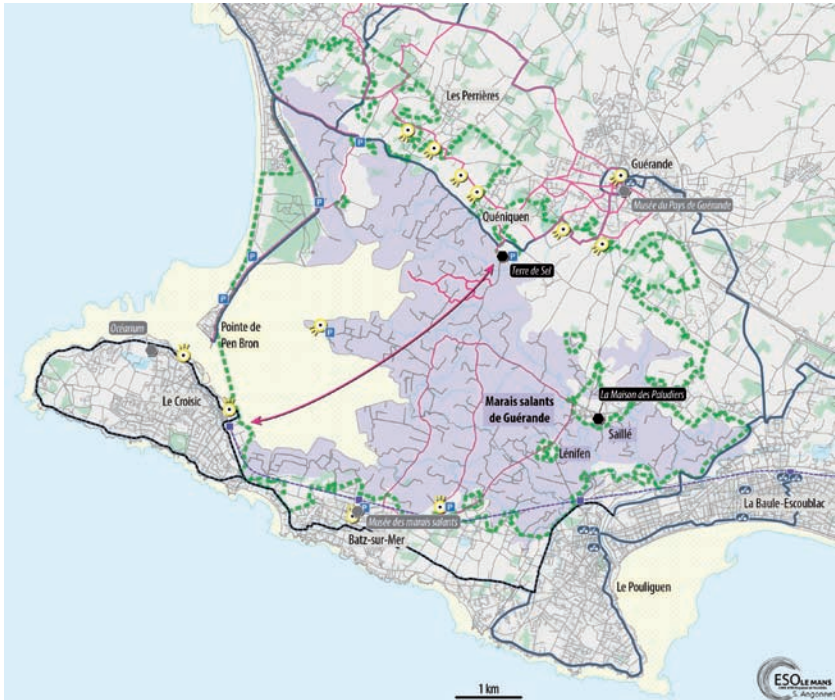 Les Perrières
Guérande
Musée du Pays de Guérande
Quéniquen
P
P
P
Terre de Sel
P
P
Océarium
Pointe de
Pen Bron
P
Le Croisic
Marais salants
de Guérande
La Maison des Paludiers
Saillé
Lénifen
La Baule-Escoublac
P
P
Musée des marais salants
Batz-sur-Mer
Le Pouliguen
1 km
ESO LE MANS
S. Angonnet